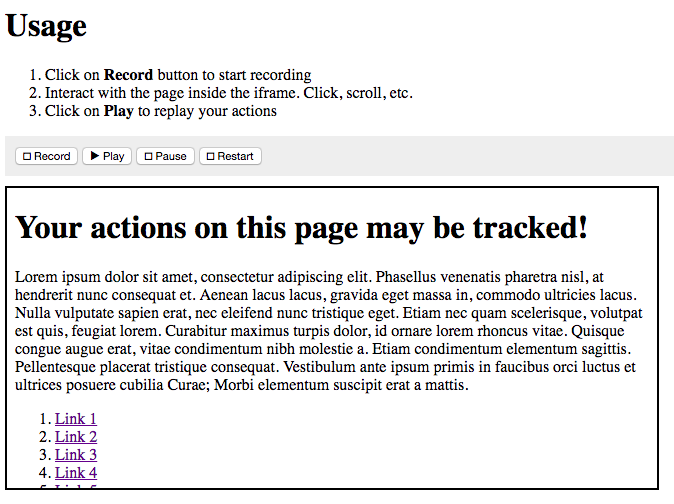 Usage
1. Click on Record button to start recording
2. Interact with the page inside the iframe. Click, scroll, etc.
3. Click on Play to replay your actions
Record Play Pause Restart
Your actions on this page may be tracked!
Lorem ipsum dolor sit amet, consectetur adipiscing elit. Phasellus venenatis pharetra nisl, at
hendrerit nunc consequat et. Aenean lacus lacus, gravida eget massa in, commodo ultricies lacus.
Nulla vulputate sapien erat, nec eleifend nunc tristique eget. Etiam nec quam scelerisque, volutpat
est quis, feugiat lorem. Curabitur maximus turpis dolor, id ornare lorem rhoncus vitae. Quisque
congue augue erat, vitae condimentum nibh molestie a. Etiam condimentum elementum sagittis.
Pellentesque placerat tristique consequat. Vestibulum ante ipsum primis in faucibus orci luctus et
ultrices posuere cubilia Curae; Morbi elementum suscipit erat a mattis.
1. Link 1
2. Link 2
3. Link 3
4. Link 4